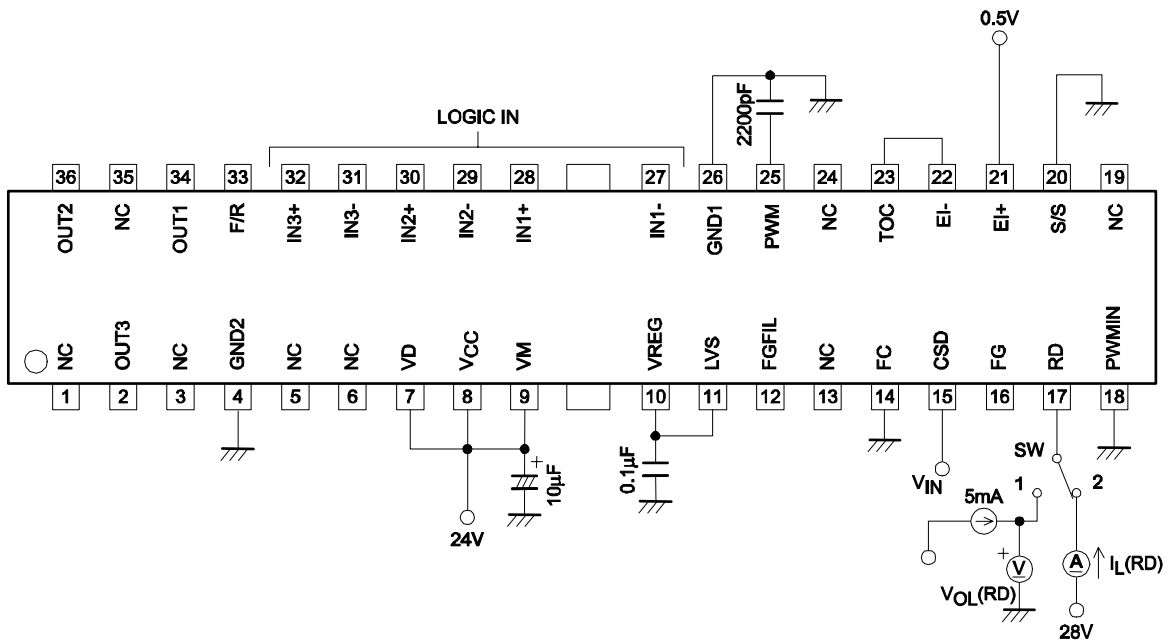 0.5V
2200pF
LOGIC IN
36 35 34 33 32 31 30 29 28 27 26 25 24 23 22 21 20 19
OUT2 NC OUT1 F/R IN3+ IN3- IN2+ IN2- IN1+ IN1- GND1 PWM NC TOC EI- EI+ S/S NC
NC OUT3 NC GND2 NC NC VD VCC VM VREG LVS FGFIL NC FC CSD FG RD PWMIN
1 2 3 4 5 6 7 8 9 10 11 12 13 14 15 16 17 18
+
10µF
24V
0.1µF
VIN
SW
1 2
5mA
+
V
VOL(RD)
A
IL(RD)
28V